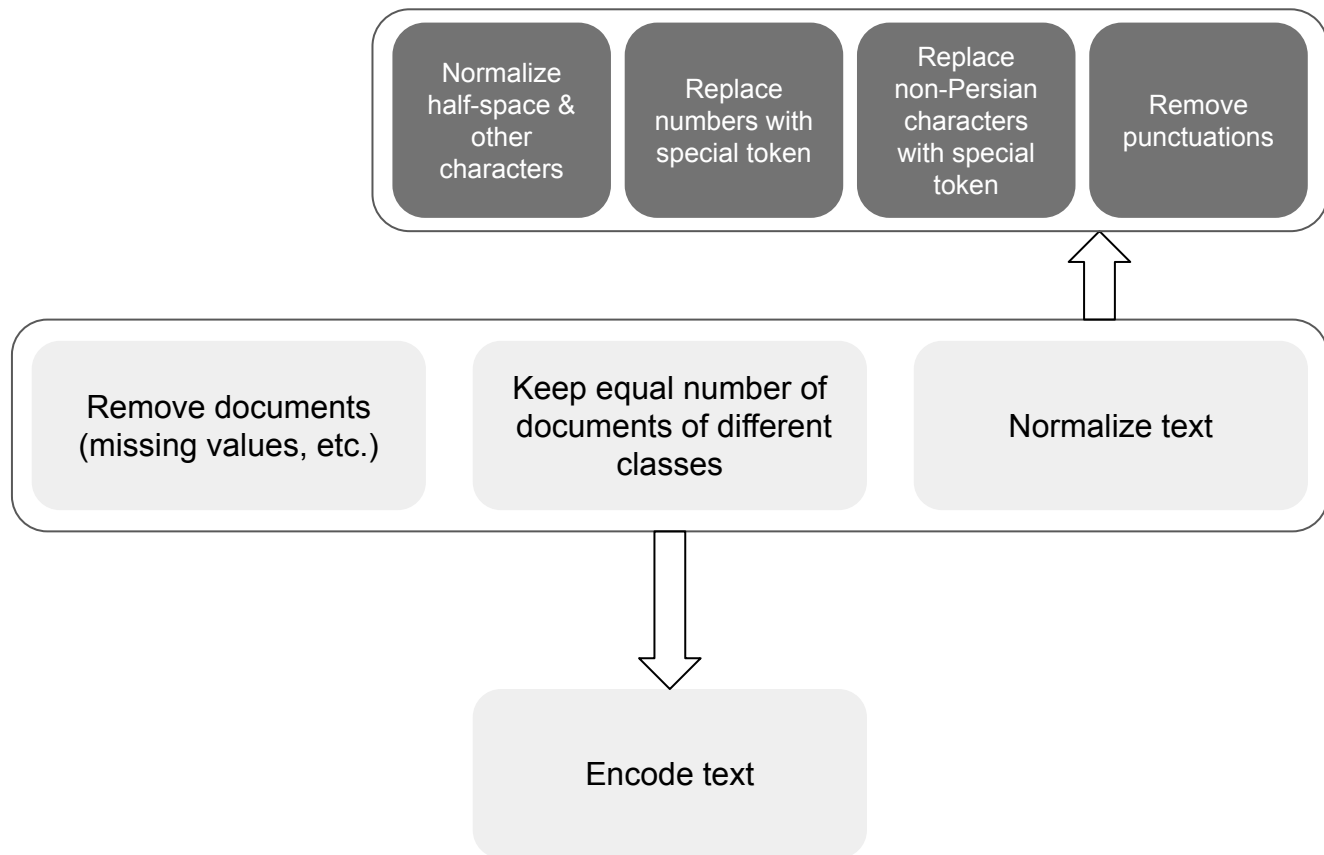 Normalize
half-space &
other
characters
Replace
numbers with
special token
Replace
non-Persian
characters
with special
token
Remove
punctuations
Remove documents
(missing values, etc.)
Keep equal number of
documents of different
classes
Normalize text
Encode text